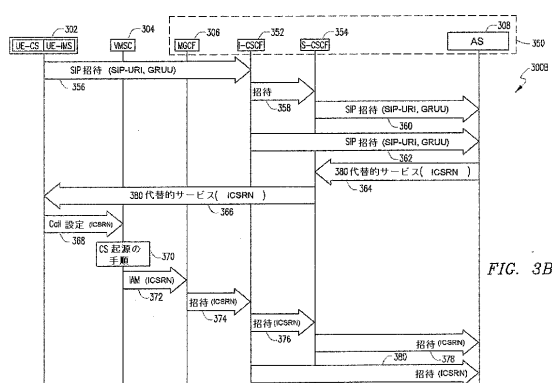 302
304
306
352
354
308
UE-CS UE-IMS
VMSC
MGCF
I-CSCF
S-CSCF
AS
350
300B
SIP 招待 (SIP-URI, GRUU)
356
招待
358
SIP 招待 (SIP-URI, GRUU)
360
SIP 招待 (SIP-URI, GRUU)
362
380 代替的サービス( ICSRN )
364
380 代替的サービス( ICSRN )
366
Call 設定 (ICSRN)
368
CS 起源の
手順
370
IAM (ICSRN)
372
招待 (ICSRN)
374
招待 (ICSRN)
376
招待 (ICSRN)
378
380
招待 (ICSRN)
FIG. 3B